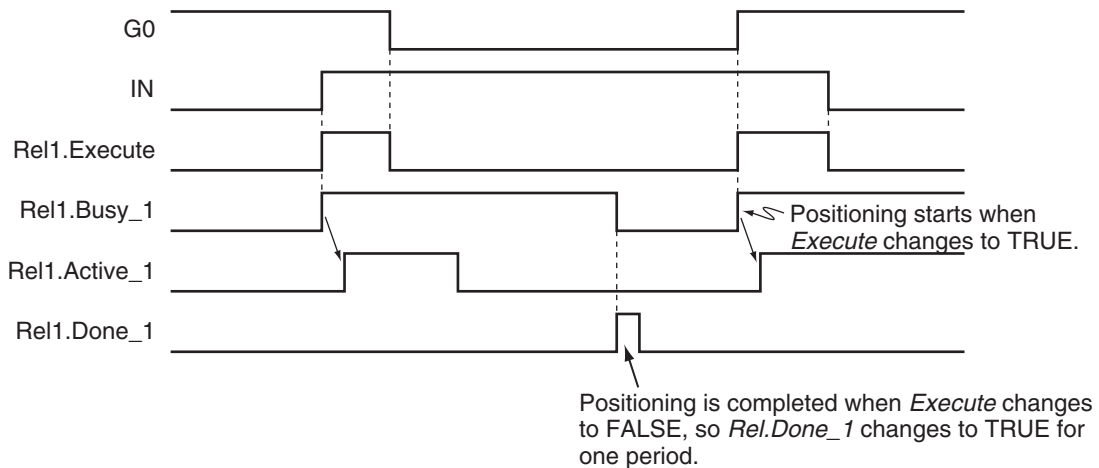 G0
IN
Rel1.Execute
Rel1.Busy_1
Positioning starts when
Execute changes to TRUE.
Rel1.Active_1
Rel1.Done_1
Positioning is completed when Execute changes
to FALSE, so Rel.Done_1 changes to TRUE for
one period.